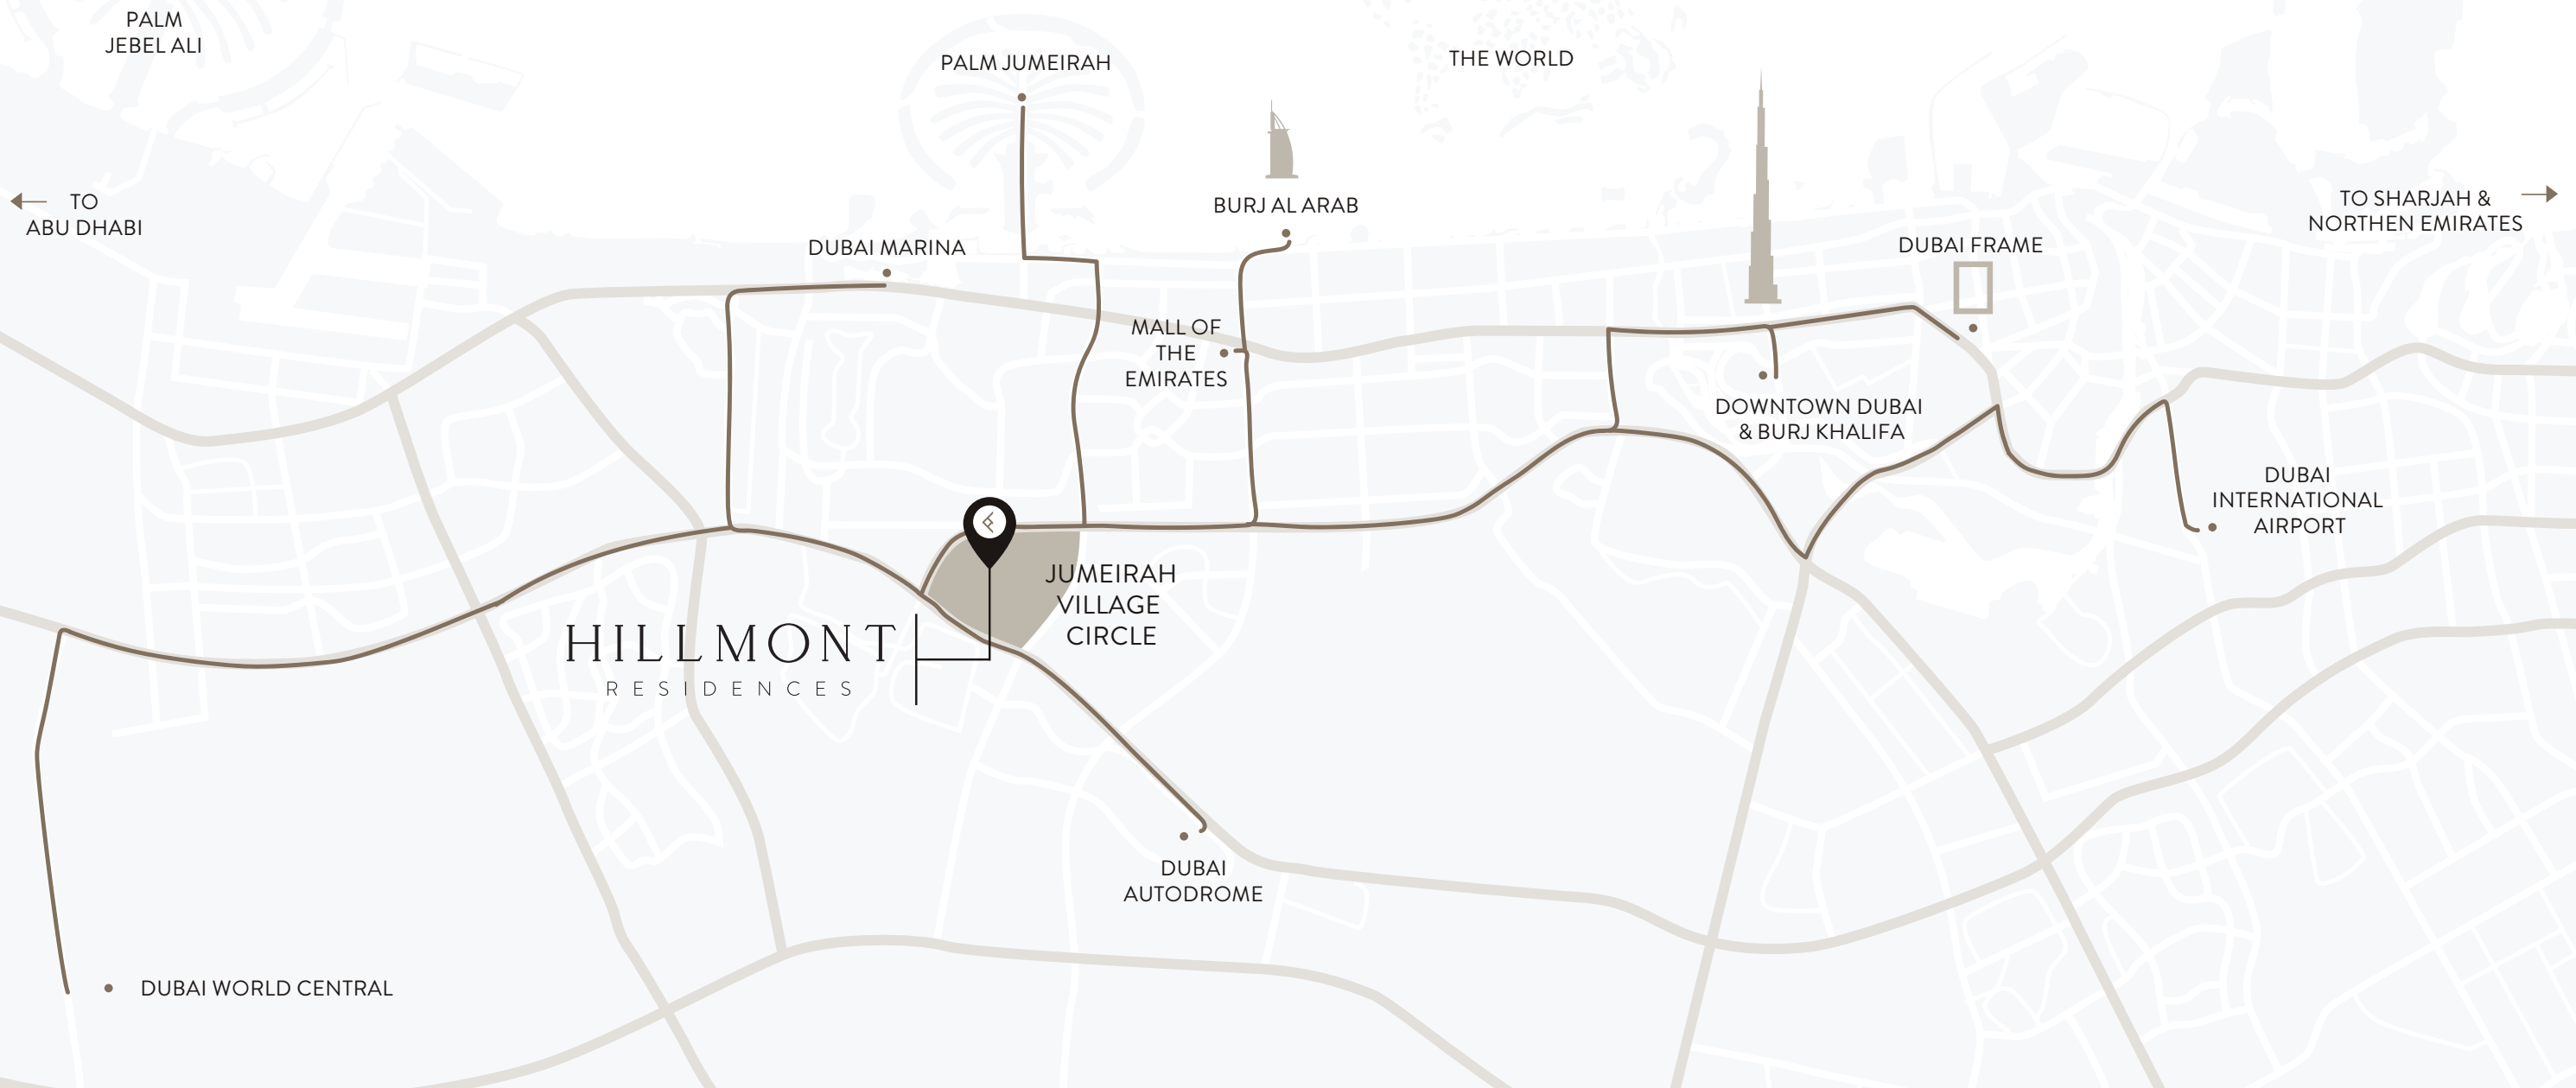 PALM
JEBEL ALI
PALM JUMEIRAH
THE WORLD
TO
ABU DHABI
BURJ AL ARAB
TO SHARJAH &
NORTHEN EMIRATES
DUBAI MARINA
DUBAI FRAME
MALL OF
THE
EMIRATES
DOWNTOWN DUBAI
& BURJ KHALIFA
DUBAI
INTERNATIONAL
AIRPORT
JUMEIRAH
VILLAGE
CIRCLE
HILLMONT
RESIDENCES
DUBAI
AUTODROME
DUBAI WORLD CENTRAL